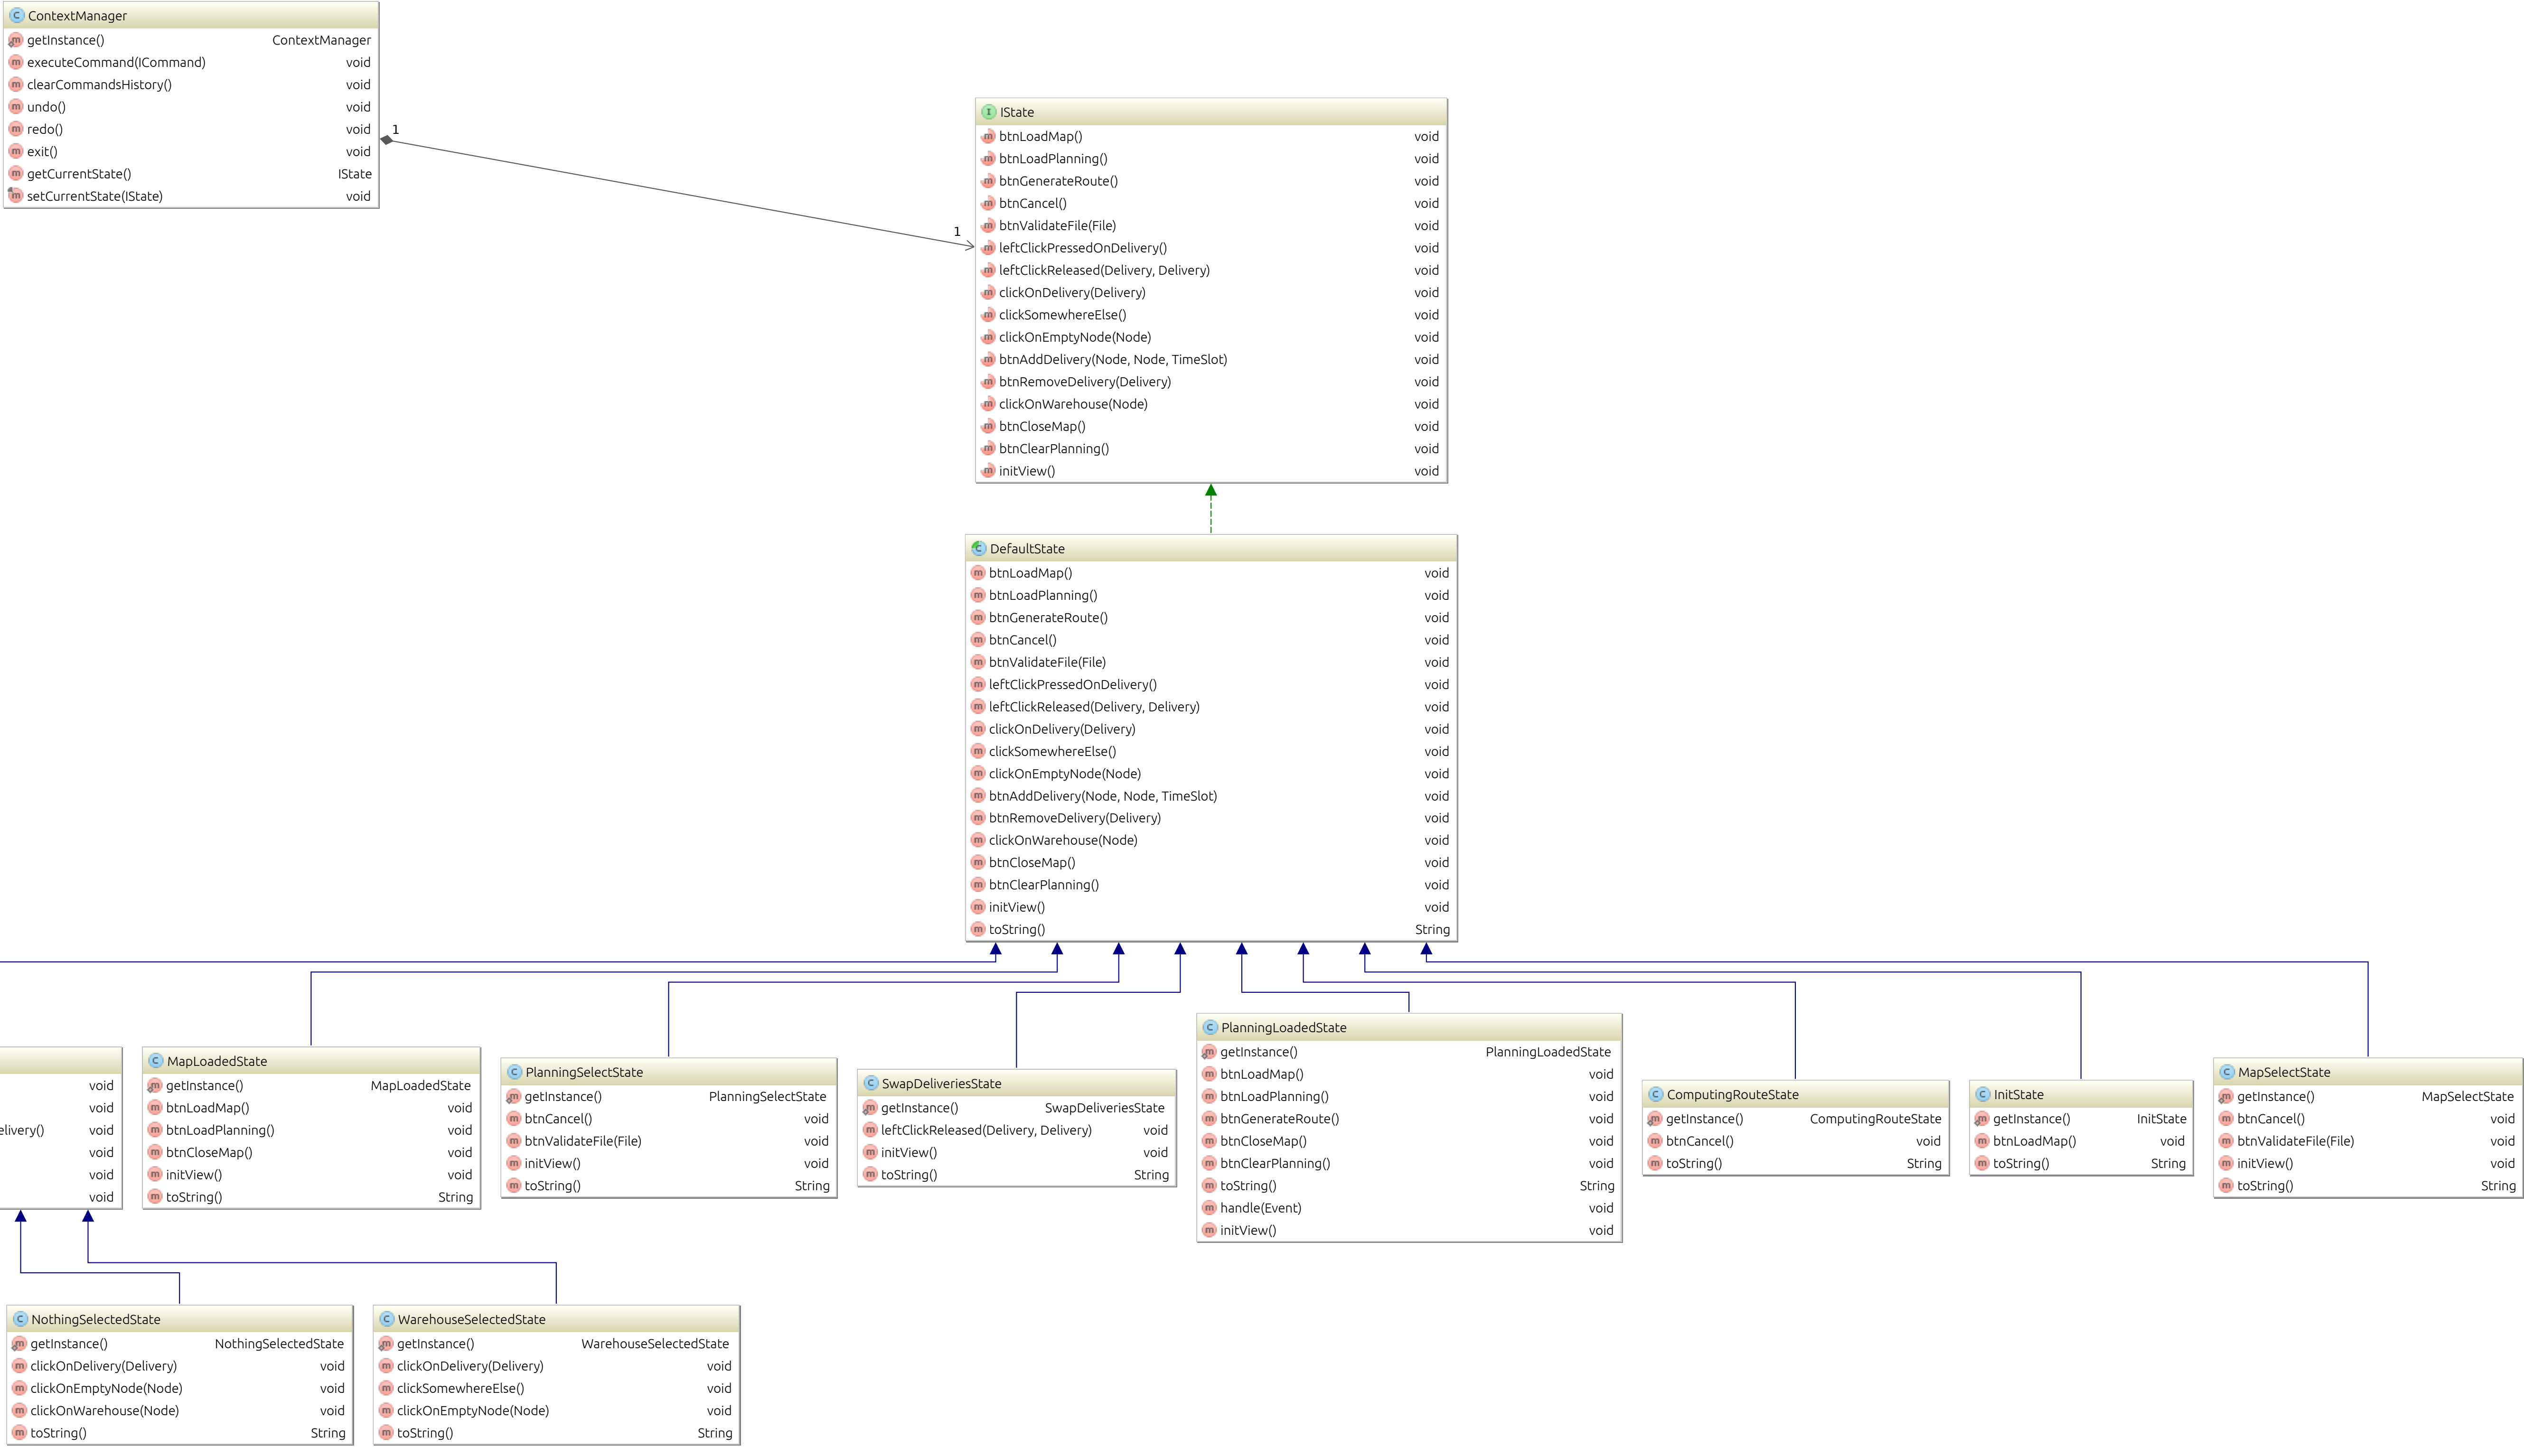 ContextManager
getInstance() ContextManager
executeCommand(ICommand) void
clearCommandsHistory() void
undo() void
redo() void
exit() void
getCurrentState() IState
setCurrentState(IState) void
1
1
IState
btnLoadMap() void
btnLoadPlanning() void
btnGenerateRoute() void
btnCancel() void
btnValidateFile(File) void
leftClickPressedOnDelivery() void
leftClickReleased(Delivery, Delivery) void
clickOnDelivery(Delivery) void
clickSomewhereElse() void
clickOnEmptyNode(Node) void
btnAddDelivery(Node, Node, TimeSlot) void
btnRemoveDelivery(Delivery) void
clickOnWarehouse(Node) void
btnCloseMap() void
btnClearPlanning() void
initView() void
DefaultState
btnLoadMap() void
btnLoadPlanning() void
btnGenerateRoute() void
btnCancel() void
btnValidateFile(File) void
leftClickPressedOnDelivery() void
leftClickReleased(Delivery, Delivery) void
clickOnDelivery(Delivery) void
clickSomewhereElse() void
clickOnEmptyNode(Node) void
btnAddDelivery(Node, Node, TimeSlot) void
btnRemoveDelivery(Delivery) void
clickOnWarehouse(Node) void
btnCloseMap() void
btnClearPlanning() void
initView() void
toString() String
void
void
elivery() void
void
void
void
MapLoadedState
getInstance() MapLoadedState
btnLoadMap() void
btnLoadPlanning() void
btnCloseMap() void
initView() void
toString() String
PlanningSelectState
getInstance() PlanningSelectState
btnCancel() void
btnValidateFile(File) void
initView() void
toString() String
SwapDeliveriesState
getInstance() SwapDeliveriesState
leftClickReleased(Delivery, Delivery) void
initView() void
toString() String
PlanningLoadedState
getInstance() PlanningLoadedState
btnLoadMap() void
btnLoadPlanning() void
btnGenerateRoute() void
btnCloseMap() void
btnClearPlanning() void
toString() String
handle(Event) void
initView() void
ComputingRouteState
getInstance() ComputingRouteState
btnCancel() void
toString() String
InitState
getInstance() InitState
btnLoadMap() void
toString() String
MapSelectState
getInstance() MapSelectState
btnCancel() void
btnValidateFile(File) void
initView() void
toString() String
NothingSelectedState
getInstance() NothingSelectedState
clickOnDelivery(Delivery) void
clickOnEmptyNode(Node) void
clickOnWarehouse(Node) void
toString() String
WarehouseSelectedState
getInstance() WarehouseSelectedState
clickOnDelivery(Delivery) void
clickSomewhereElse() void
clickOnEmptyNode(Node) void
toString() String